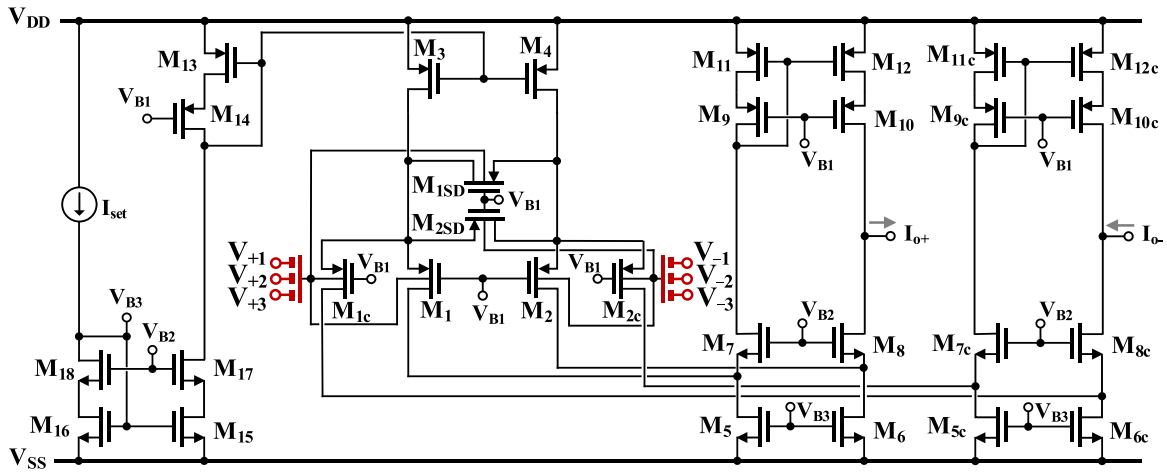 VDD
M13
M3
M4
M11
M12
M11c
M12c
VB1
M14
M9
M10
M9c
M10c
VB1
VB1
M1SD
VB1
M2SD
Iset
Io+
Io-
V+1
V+2
V+3
VB1
VB1
V−1
V−2
V−3
M1c
M1
VB1
M2
M2c
VB3
VB2
VB2
VB2
M7
M8
M7c
M8c
M18
M17
M16
M15
VB3
VB3
M5
M6
M5c
M6c
VSS